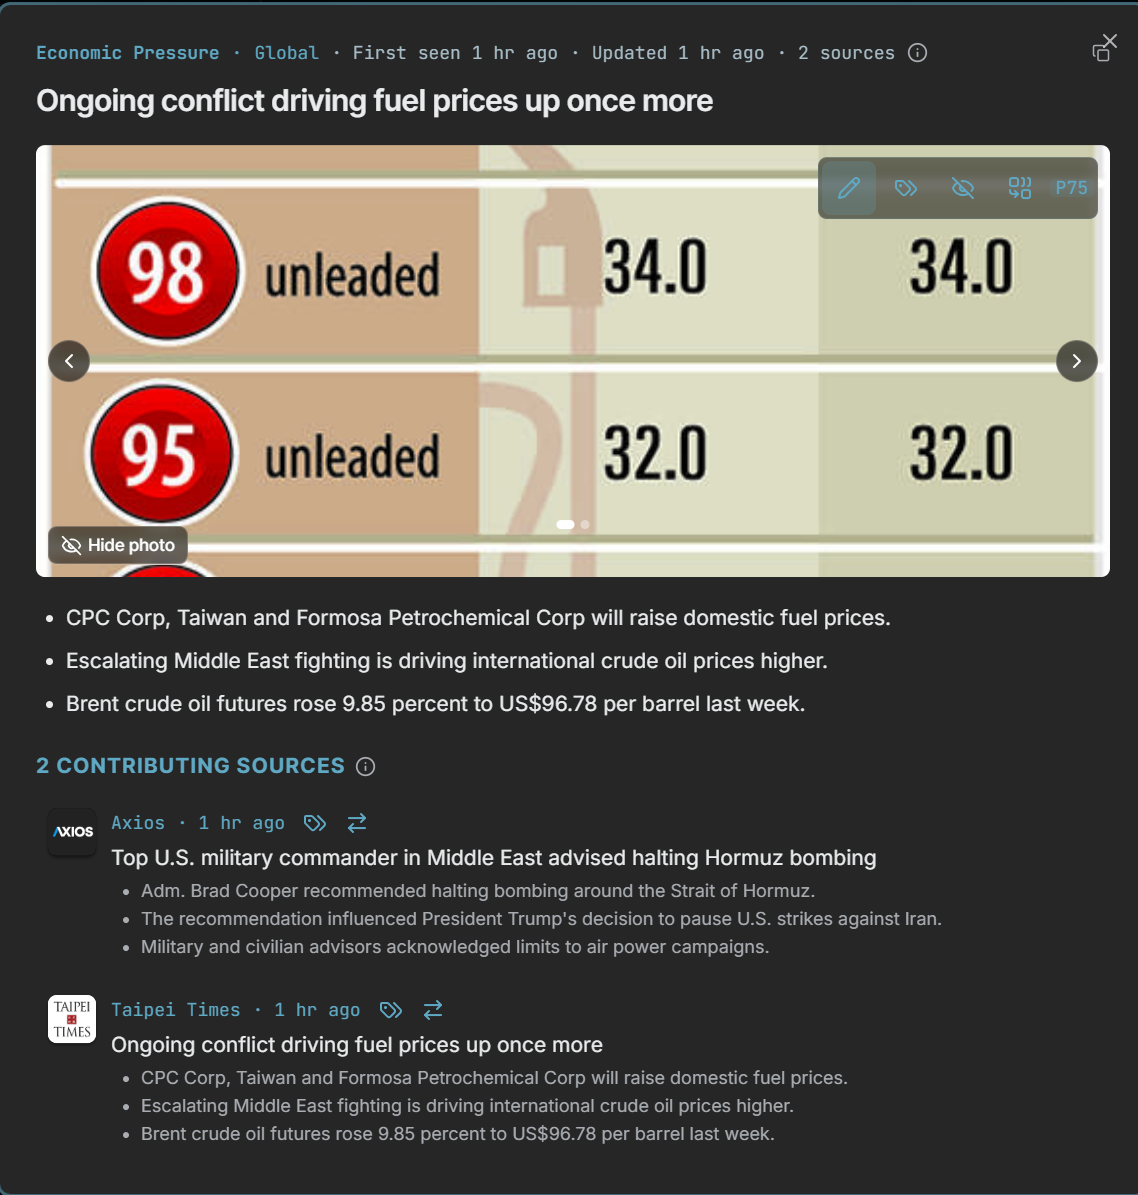 Economic Pressure · Global · First seen 1 hr ago · Updated 1 hr ago · 2 sources
Ongoing conflict driving fuel prices up once more
P75
98 unleaded 34.0 34.0
95 unleaded 32.0 32.0
Hide photo
• CPC Corp, Taiwan and Formosa Petrochemical Corp will raise domestic fuel prices.
• Escalating Middle East fighting is driving international crude oil prices higher.
• Brent crude oil futures rose 9.85 percent to US$96.78 per barrel last week.
2 CONTRIBUTING SOURCES
AXIOS
Axios · 1 hr ago
Top U.S. military commander in Middle East advised halting Hormuz bombing
• Adm. Brad Cooper recommended halting bombing around the Strait of Hormuz.
• The recommendation influenced President Trump's decision to pause U.S. strikes against Iran.
• Military and civilian advisors acknowledged limits to air power campaigns.
TAIPEI
TIMES
Taipei Times · 1 hr ago
Ongoing conflict driving fuel prices up once more
• CPC Corp, Taiwan and Formosa Petrochemical Corp will raise domestic fuel prices.
• Escalating Middle East fighting is driving international crude oil prices higher.
• Brent crude oil futures rose 9.85 percent to US$96.78 per barrel last week.